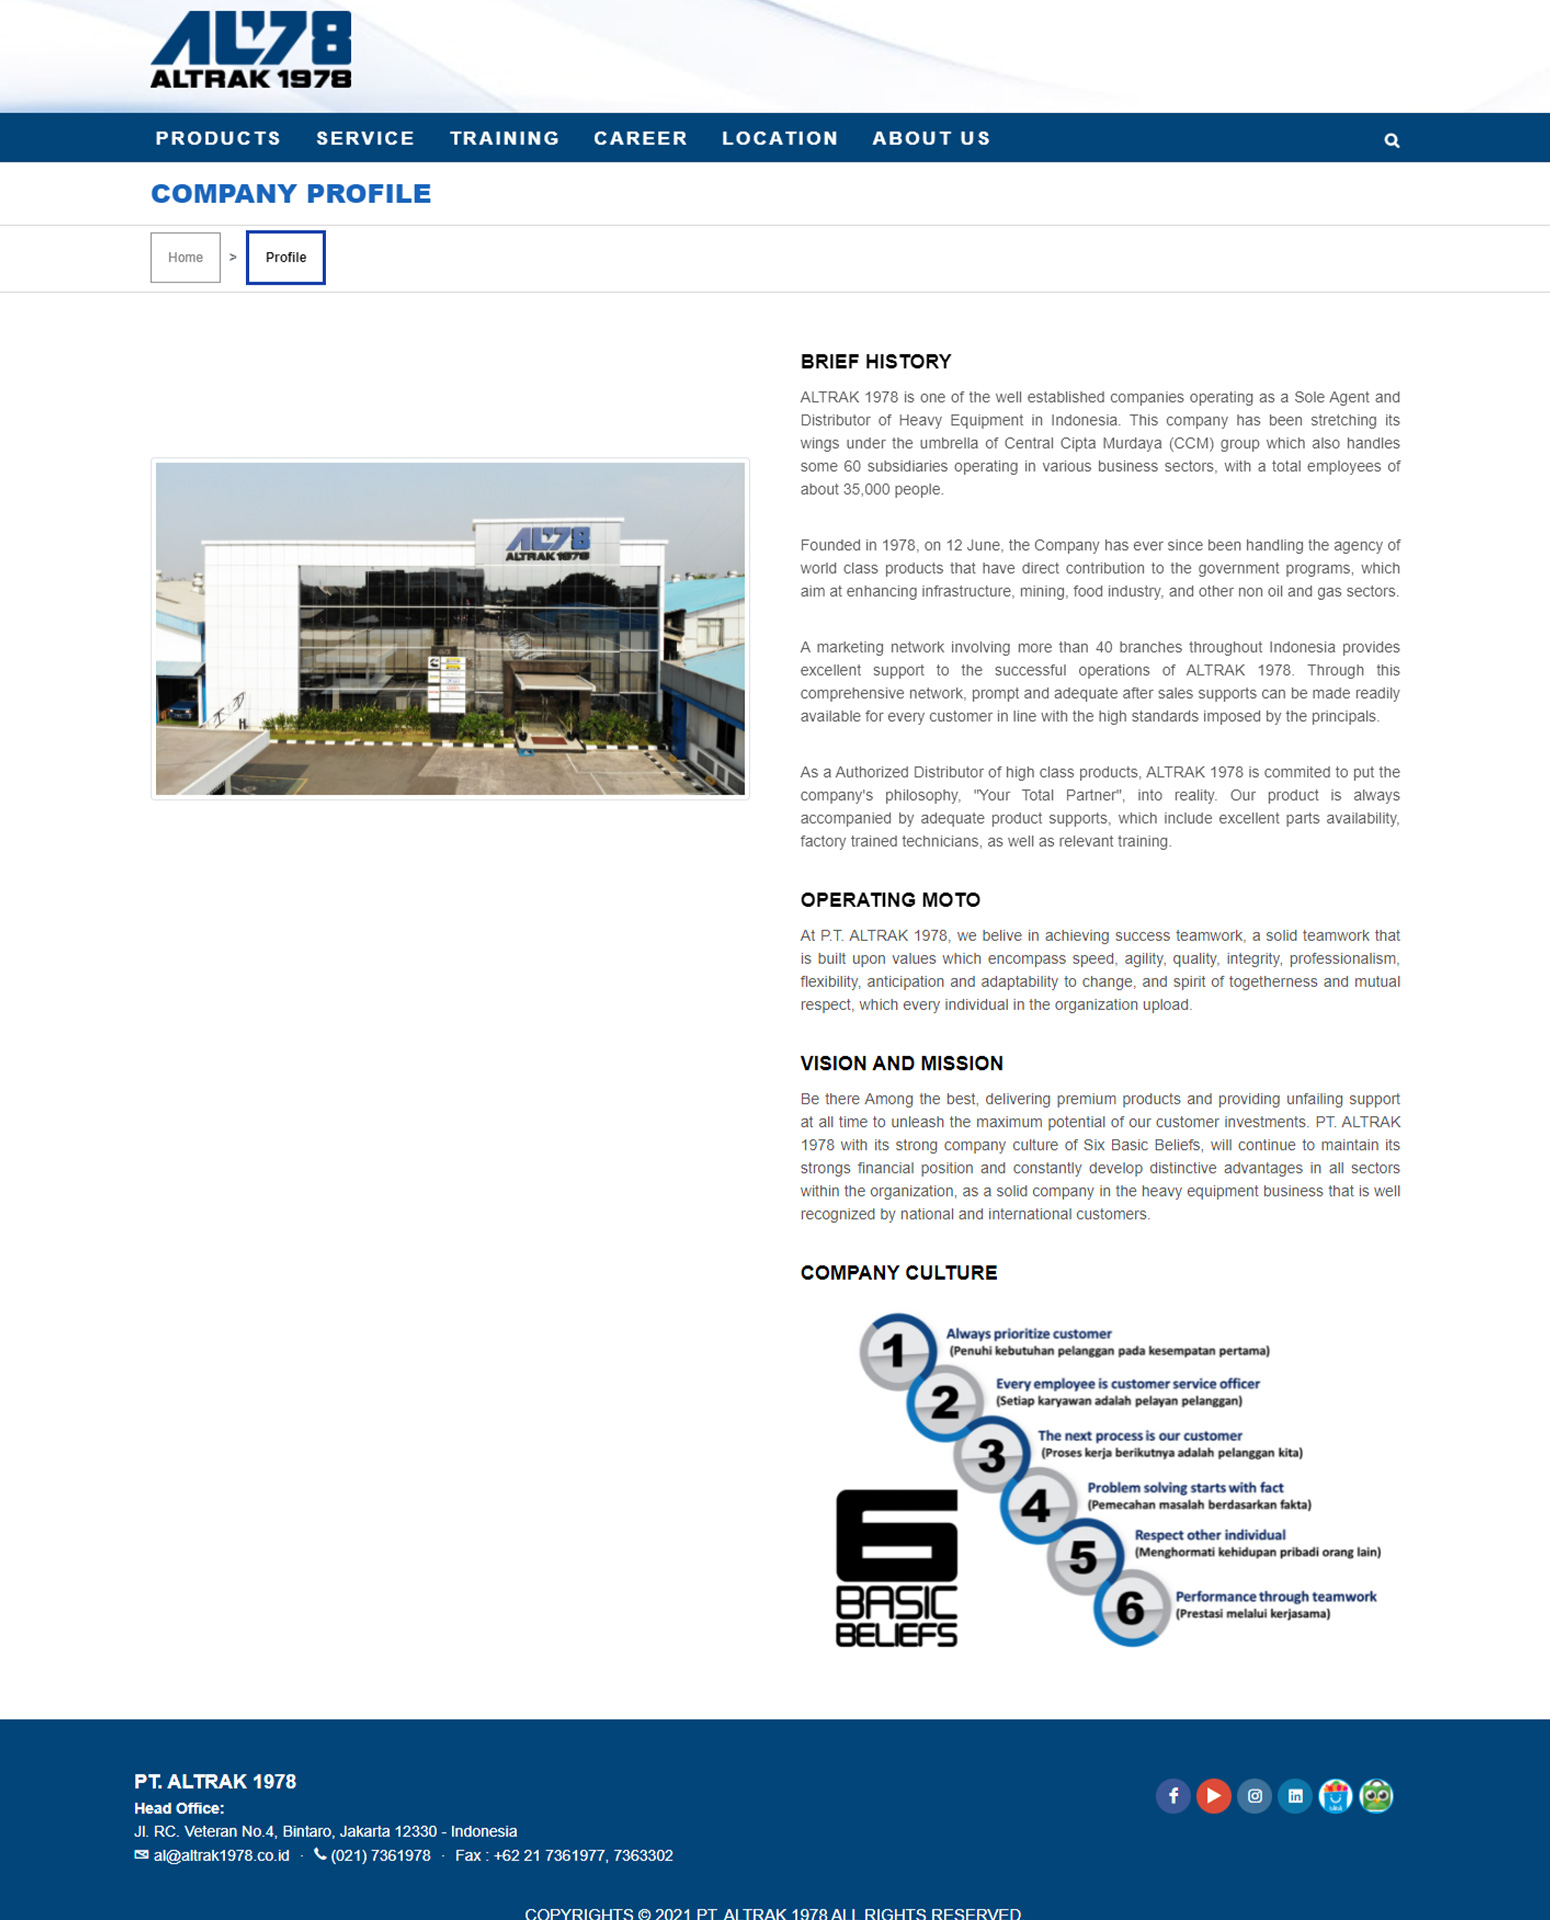 AL78
ALTRAK 1978
PRODUCTS SERVICE TRAINING CAREER LOCATION ABOUT US
COMPANY PROFILE
Home > Profile
BRIEF HISTORY
ALTRAK 1978 is one of the well established companies operating as a Sole Agent and
Distributor of Heavy Equipment in Indonesia. This company has been stretching its
wings under the umbrella of Central Cipta Murdaya (CCM) group which also handles
some 60 subsidiaries operating in various business sectors, with a total employees of
about 35,000 people.
AL78
ALTRAK 1978
Founded in 1978, on 12 June, the Company has ever since been handling the agency of
world class products that have direct contribution to the government programs, which
aim at enhancing infrastructure, mining, food industry, and other non oil and gas sectors.
A marketing network involving more than 40 branches throughout Indonesia provides
excellent support to the successful operations of ALTRAK 1978. Through this
comprehensive network, prompt and adequate after sales supports can be made readily
available for every customer in line with the high standards imposed by the principals.
As a Authorized Distributor of high class products, ALTRAK 1978 is commited to put the
company's philosophy, "Your Total Partner", into reality. Our product is always
accompanied by adequate product supports, which include excellent parts availability,
factory trained technicians, as well as relevant training.
OPERATING MOTO
At P.T. ALTRAK 1978, we belive in achieving success teamwork, a solid teamwork that
is built upon values which encompass speed, agility, quality, integrity, professionalism,
flexibility, anticipation and adaptability to change, and spirit of togetherness and mutual
respect, which every individual in the organization upload.
VISION AND MISSION
Be there Among the best, delivering premium products and providing unfailing support
at all time to unleash the maximum potential of our customer investments. PT. ALTRAK
1978 with its strong company culture of Six Basic Beliefs, will continue to maintain its
strongs financial position and constantly develop distinctive advantages in all sectors
within the organization, as a solid company in the heavy equipment business that is well
recognized by national and international customers.
COMPANY CULTURE
1 Always prioritize customer
(Penuhi kebutuhan pelanggan pada kesempatan pertama)
2 Every employee is customer service officer
(Setiap karyawan adalah pelayan pelanggan)
3 The next process is our customer
(Proses kerja berikutnya adalah pelanggan kita)
4 Problem solving starts with fact
(Pemecahan masalah berdasarkan fakta)
5 Respect other individual
(Menghormati kehidupan pribadi orang lain)
6 Performance through teamwork
(Prestasi melalui kerjasama)
6
BASIC
BELIEFS
PT. ALTRAK 1978
Head Office:
Jl. RC. Veteran No.4, Bintaro, Jakarta 12330 - Indonesia
al@altrak1978.co.id · (021) 7361978 · Fax : +62 21 7361977, 7363302
COPYRIGHTS © 2021 PT. ALTRAK 1978 ALL RIGHTS RESERVED